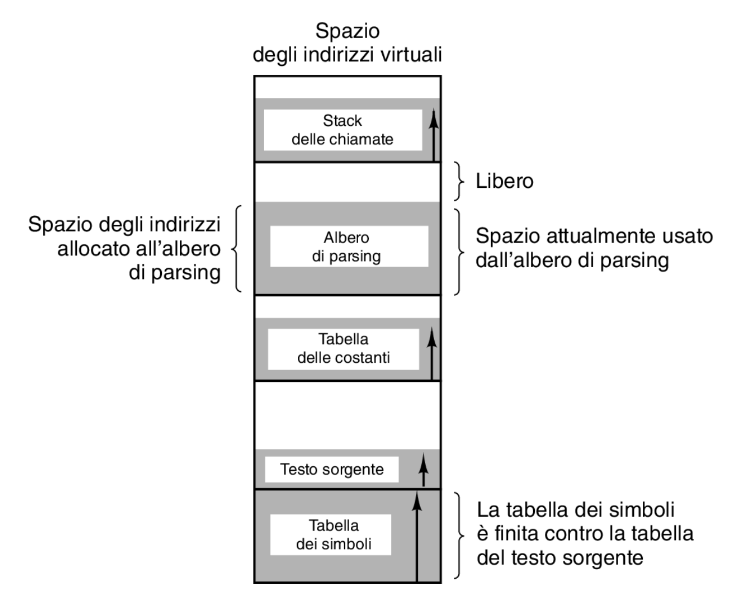 Spazio
degli indirizzi virtuali
Stack
delle chiamate
Libero
Spazio degli indirizzi
allocato all'albero
di parsing
Albero
di parsing
Spazio attualmente usato
dall'albero di parsing
Tabella
delle costanti
Testo sorgente
Tabella
dei simboli
La tabella dei simboli
è finita contro la tabella
del testo sorgente